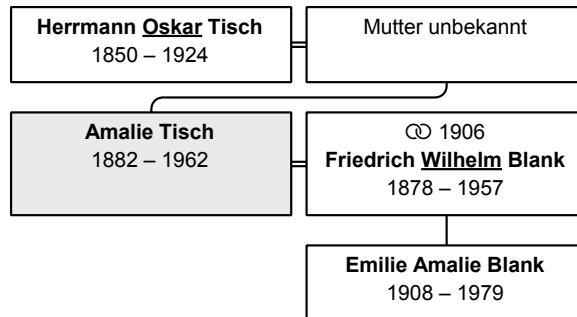 Herrmann Oskar Tisch
1850 – 1924
Mutter unbekannt
Amalie Tisch
1882 – 1962
⚭ 1906
Friedrich Wilhelm Blank
1878 – 1957
Emilie Amalie Blank
1908 – 1979